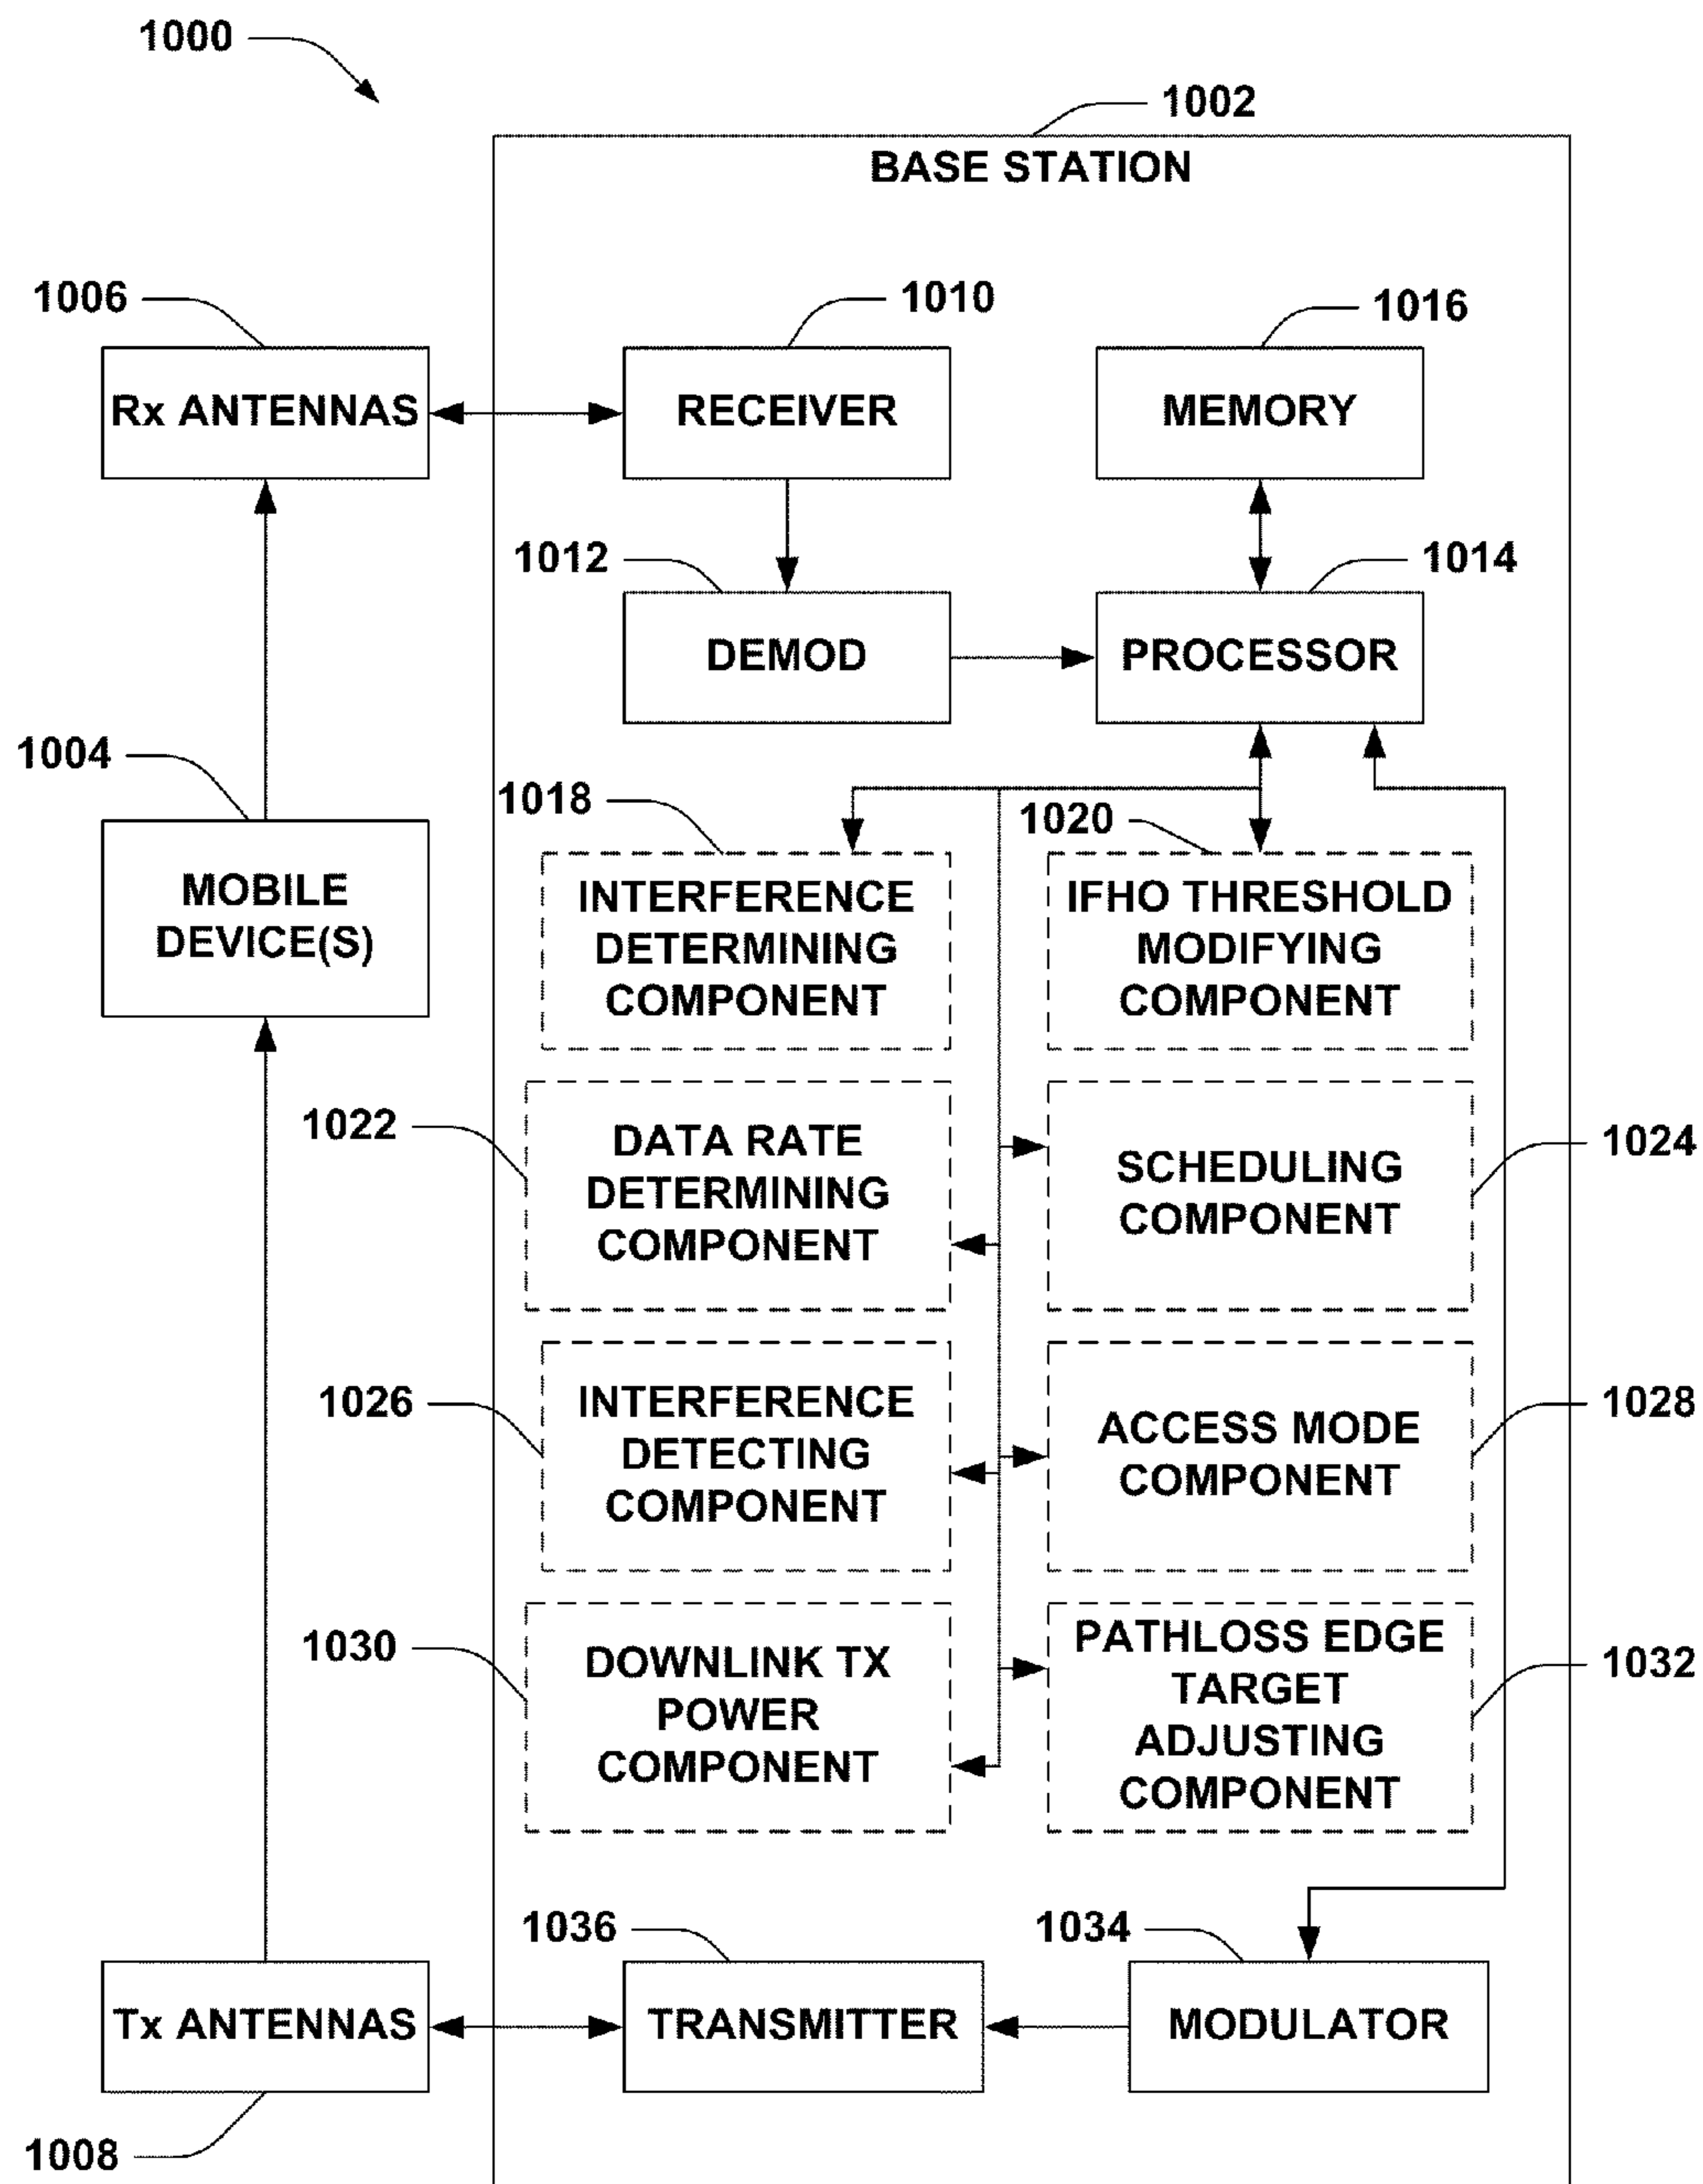 1000
1002
BASE STATION
1006
1010
1016
Rx ANTENNAS
RECEIVER
MEMORY
1012
1014
DEMOD
PROCESSOR
1004
MOBILE
DEVICE(S)
1018
1020
INTERFERENCE
DETERMINING
COMPONENT
IFHO THRESHOLD
MODIFYING
COMPONENT
1022
DATA RATE
DETERMINING
COMPONENT
SCHEDULING
COMPONENT
1024
1026
INTERFERENCE
DETECTING
COMPONENT
ACCESS MODE
COMPONENT
1028
1030
DOWNLINK TX
POWER
COMPONENT
PATHLOSS EDGE
TARGET
ADJUSTING
COMPONENT
1032
1036
1034
Tx ANTENNAS
TRANSMITTER
MODULATOR
1008